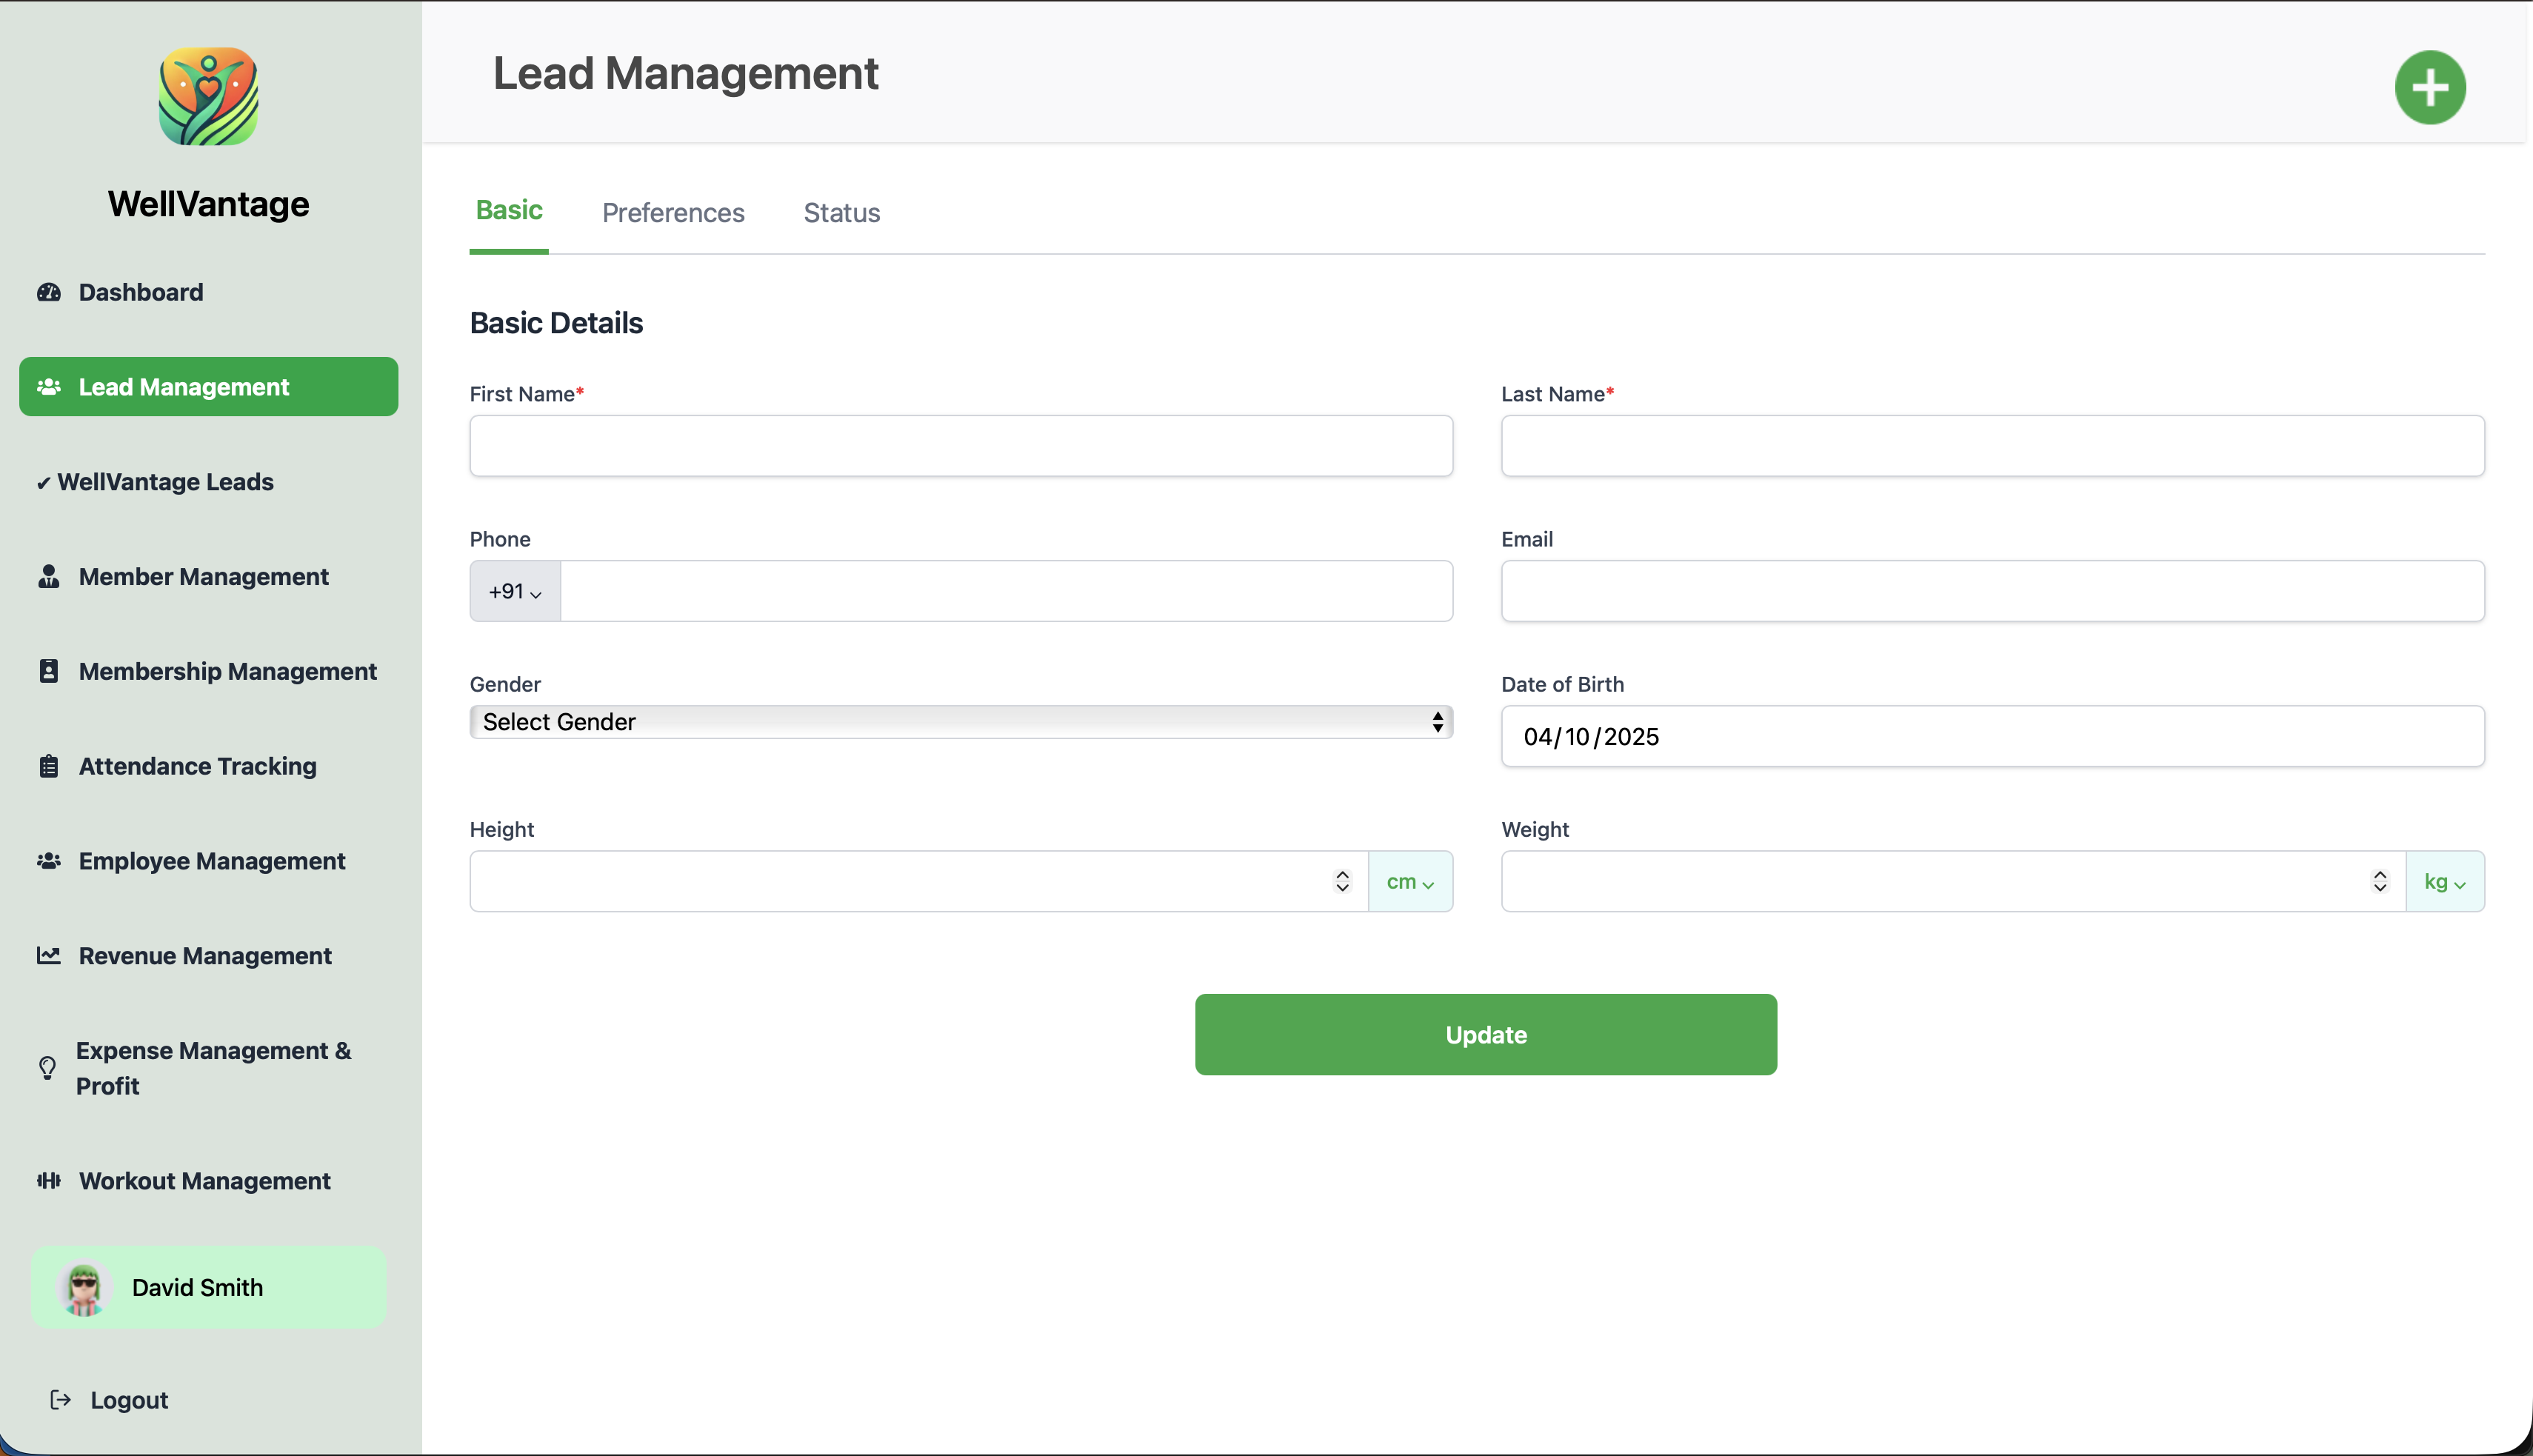 WellVantage
Dashboard
Lead Management
✔ WellVantage Leads
Member Management
Membership Management
Attendance Tracking
Employee Management
Revenue Management
Expense Management &
Profit
Workout Management
David Smith
Logout
Lead Management
Basic Preferences Status
Basic Details
First Name* Last Name*
Phone Email
+91
Gender Date of Birth
Select Gender 04/10/2025
Height Weight
cm kg
Update